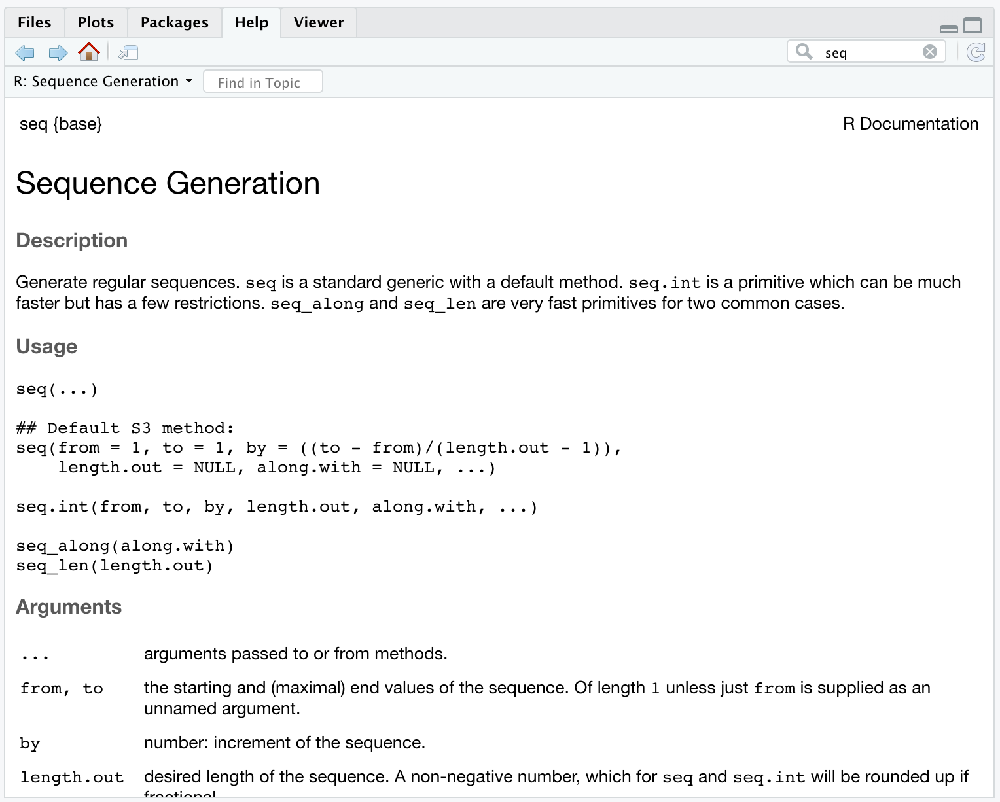 Files Plots Packages Help Viewer
seq
R: Sequence Generation Find in Topic
seq {base} R Documentation
Sequence Generation
Description
Generate regular sequences. seq is a standard generic with a default method. seq.int is a primitive which can be much
faster but has a few restrictions. seq_along and seq_len are very fast primitives for two common cases.
Usage
seq(...)
## Default S3 method:
seq(from = 1, to = 1, by = ((to - from)/(length.out - 1)),
    length.out = NULL, along.with = NULL, ...)
seq.int(from, to, by, length.out, along.with, ...)
seq_along(along.with)
seq_len(length.out)
Arguments
... arguments passed to or from methods.
from, to the starting and (maximal) end values of the sequence. Of length 1 unless just from is supplied as an
unnamed argument.
by number: increment of the sequence.
length.out desired length of the sequence. A non-negative number, which for seq and seq.int will be rounded up if
fractional.